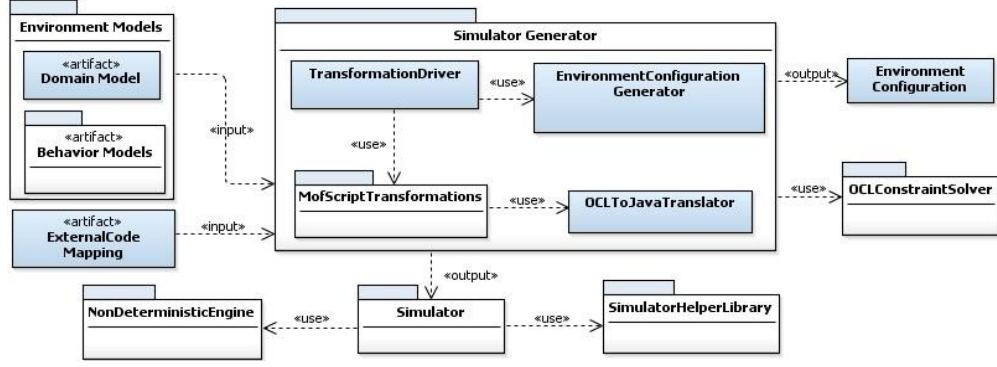 Environment Models
«artifact»
Domain Model
«artifact»
Behavior Models
«input»
«artifact»
ExternalCode
Mapping
«input»
Simulator Generator
TransformationDriver
«use»
EnvironmentConfiguration
Generator
«use»
MofScriptTransformations
«use»
OCLToJavaTranslator
«output»
Environment
Configuration
«use»
OCLConstraintSolver
«output»
NonDeterministicEngine
«use»
Simulator
«use»
SimulatorHelperLibrary